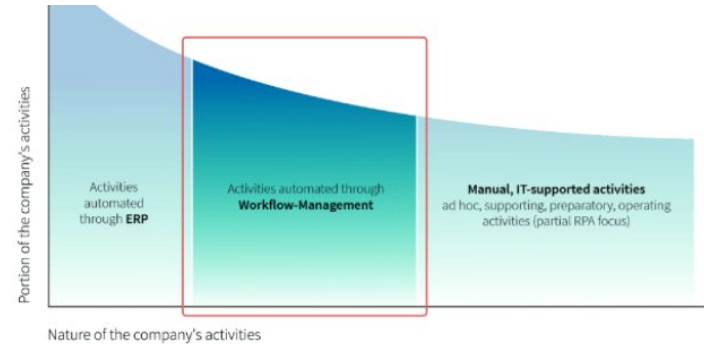 Portion of the company's activities
Activities
automated
through ERP
Activities automated through
Workflow-Management
Manual, IT-supported activities
ad hoc, supporting, preparatory, operating
activities (partial RPA focus)
Nature of the company's activities